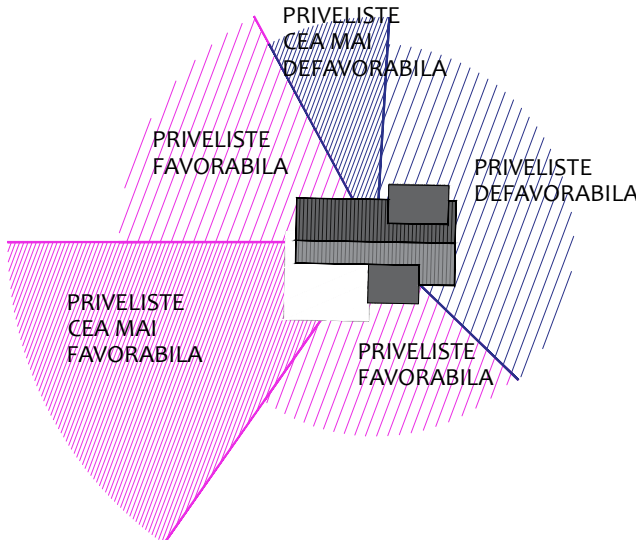 PRIVELISTE
CEA MAI
DEFAVORABILA
PRIVELISTE
FAVORABILA
PRIVELISTE
DEFAVORABILA
PRIVELISTE
CEA MAI
FAVORABILA
PRIVELISTE
FAVORABILA